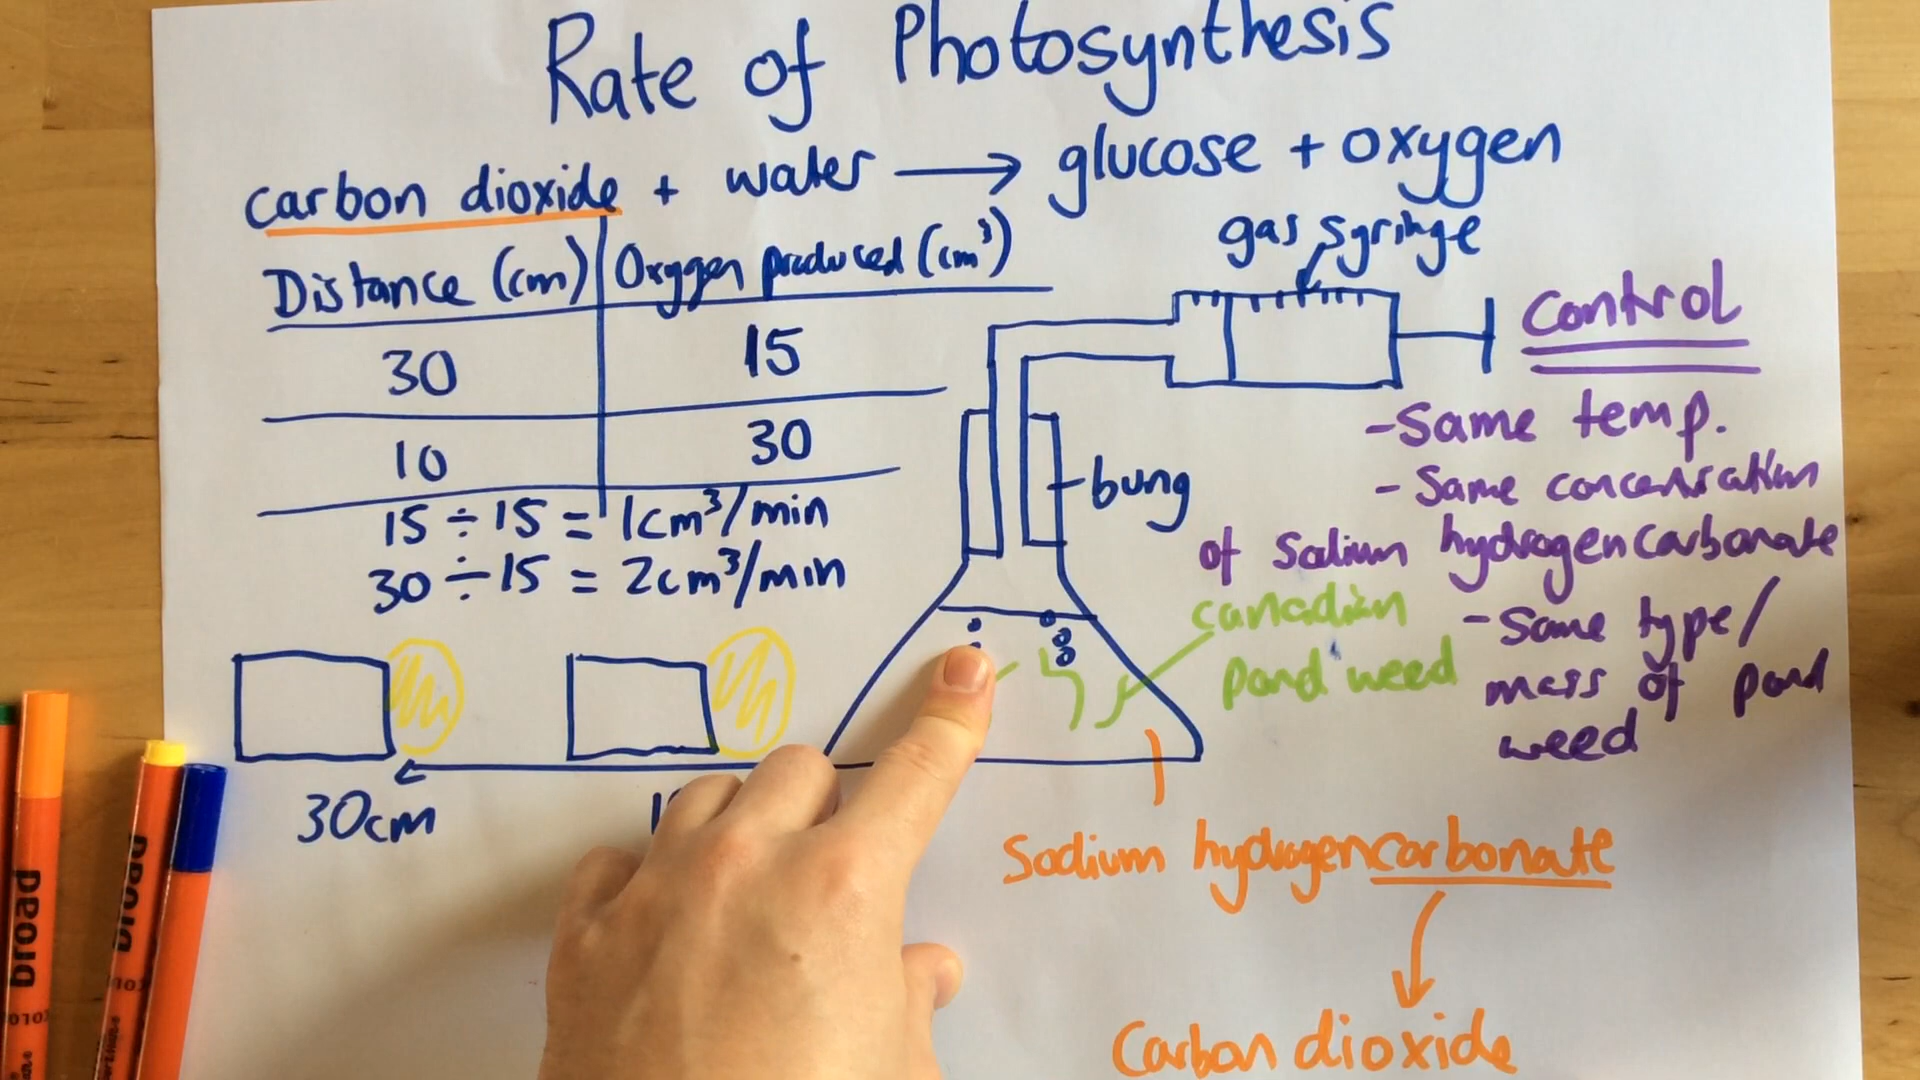 Rate of Photosynthesis
carbon dioxide + water → glucose + oxygen
Distance (cm) Oxygen produced (cm³)
30 15
10 30
15 ÷ 15 = 1cm³/min
30 ÷ 15 = 2cm³/min
30cm
gas syringe
bung
canadian
pond weed
Control
-Same temp.
- Same concentration
of Sodium hydrogencarbonate
- Same type/
mass of pond
weed
Sodium hydrogencarbonate
Carbon dioxide
broad
broad